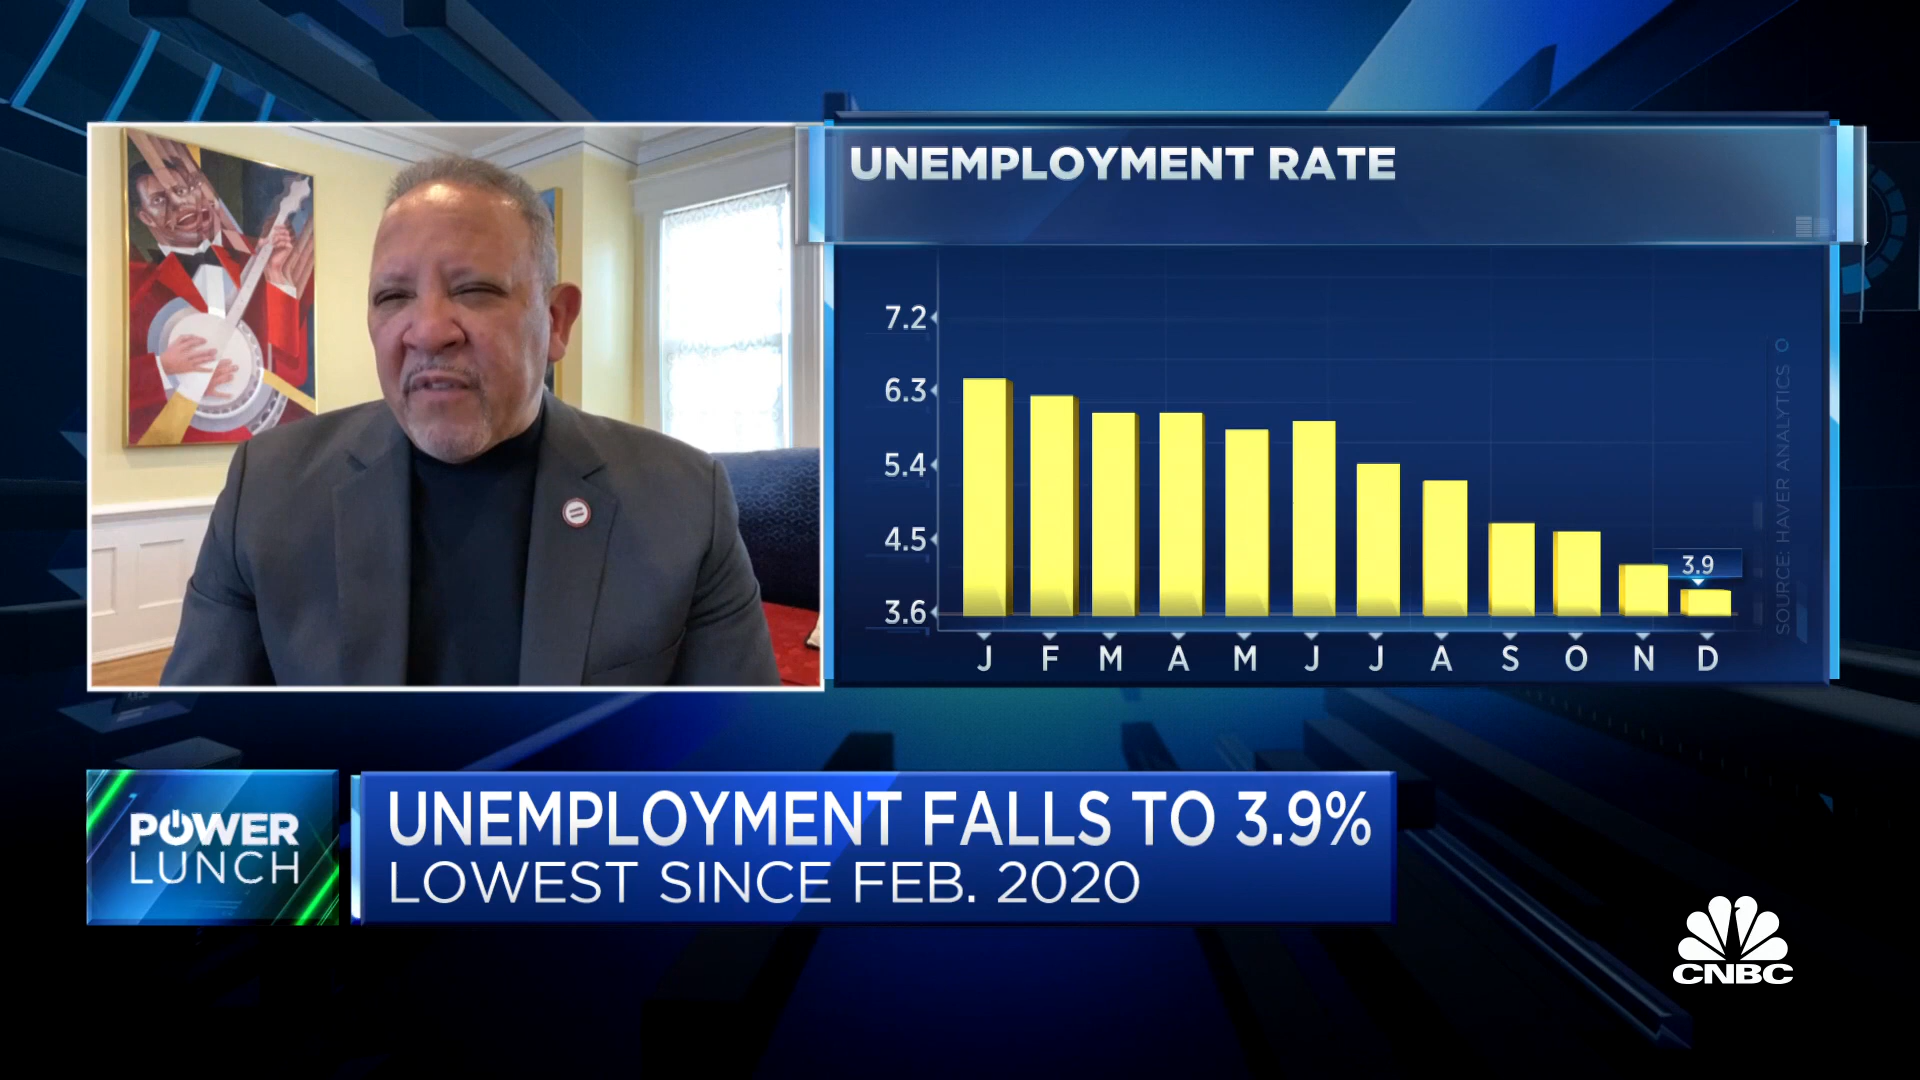 UNEMPLOYMENT RATE
7.2
6.3
5.4
4.5
3.6
3.9
J F M A M J J A S O N D
SOURCE: HAVER ANALYTICS
POWER
LUNCH
UNEMPLOYMENT FALLS TO 3.9%
LOWEST SINCE FEB. 2020
CNBC